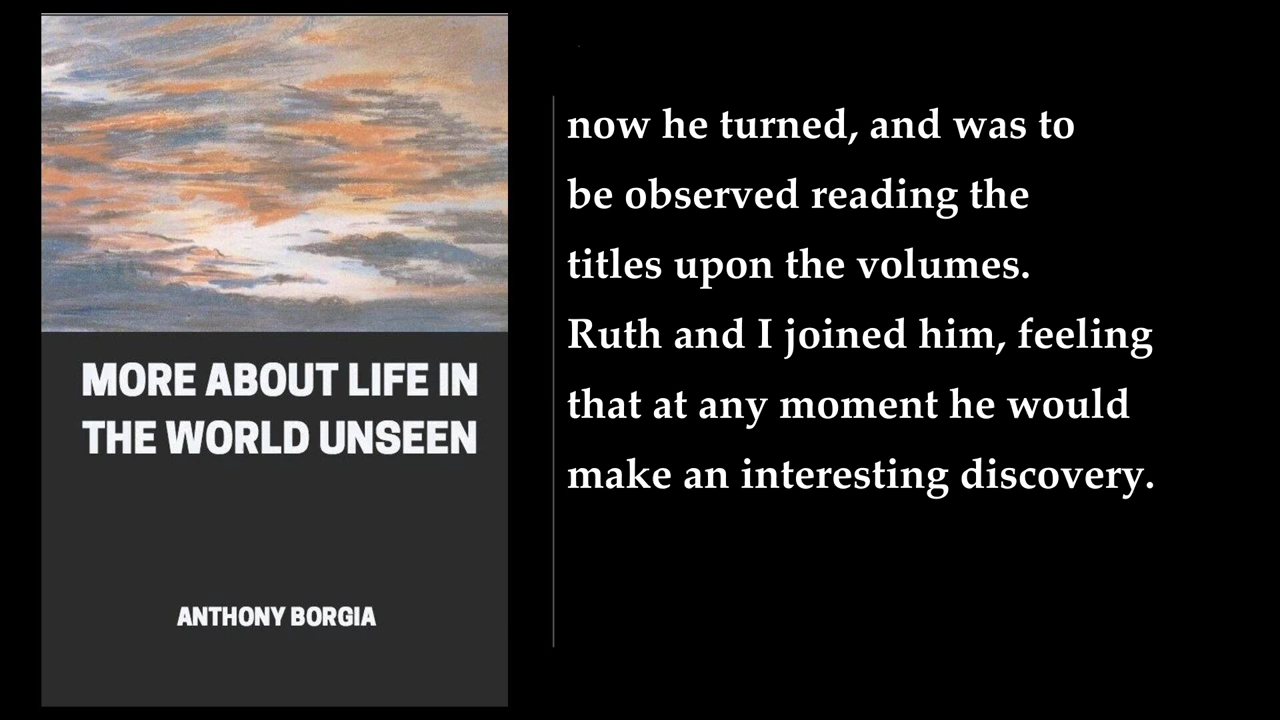 MORE ABOUT LIFE IN
THE WORLD UNSEEN
ANTHONY BORGIA
now he turned, and was to
be observed reading the
titles upon the volumes.
Ruth and I joined him, feeling
that at any moment he would
make an interesting discovery.